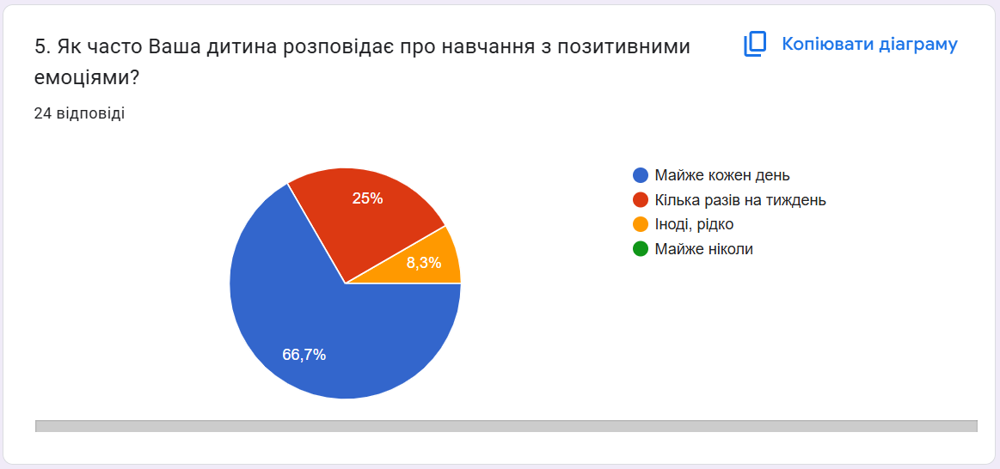 5. Як часто Ваша дитина розповідає про навчання з позитивними
емоціями?
Копіювати діаграму
24 відповіді
25%
8,3%
66,7%
Майже кожен день
Кілька разів на тиждень
Іноді, рідко
Майже ніколи